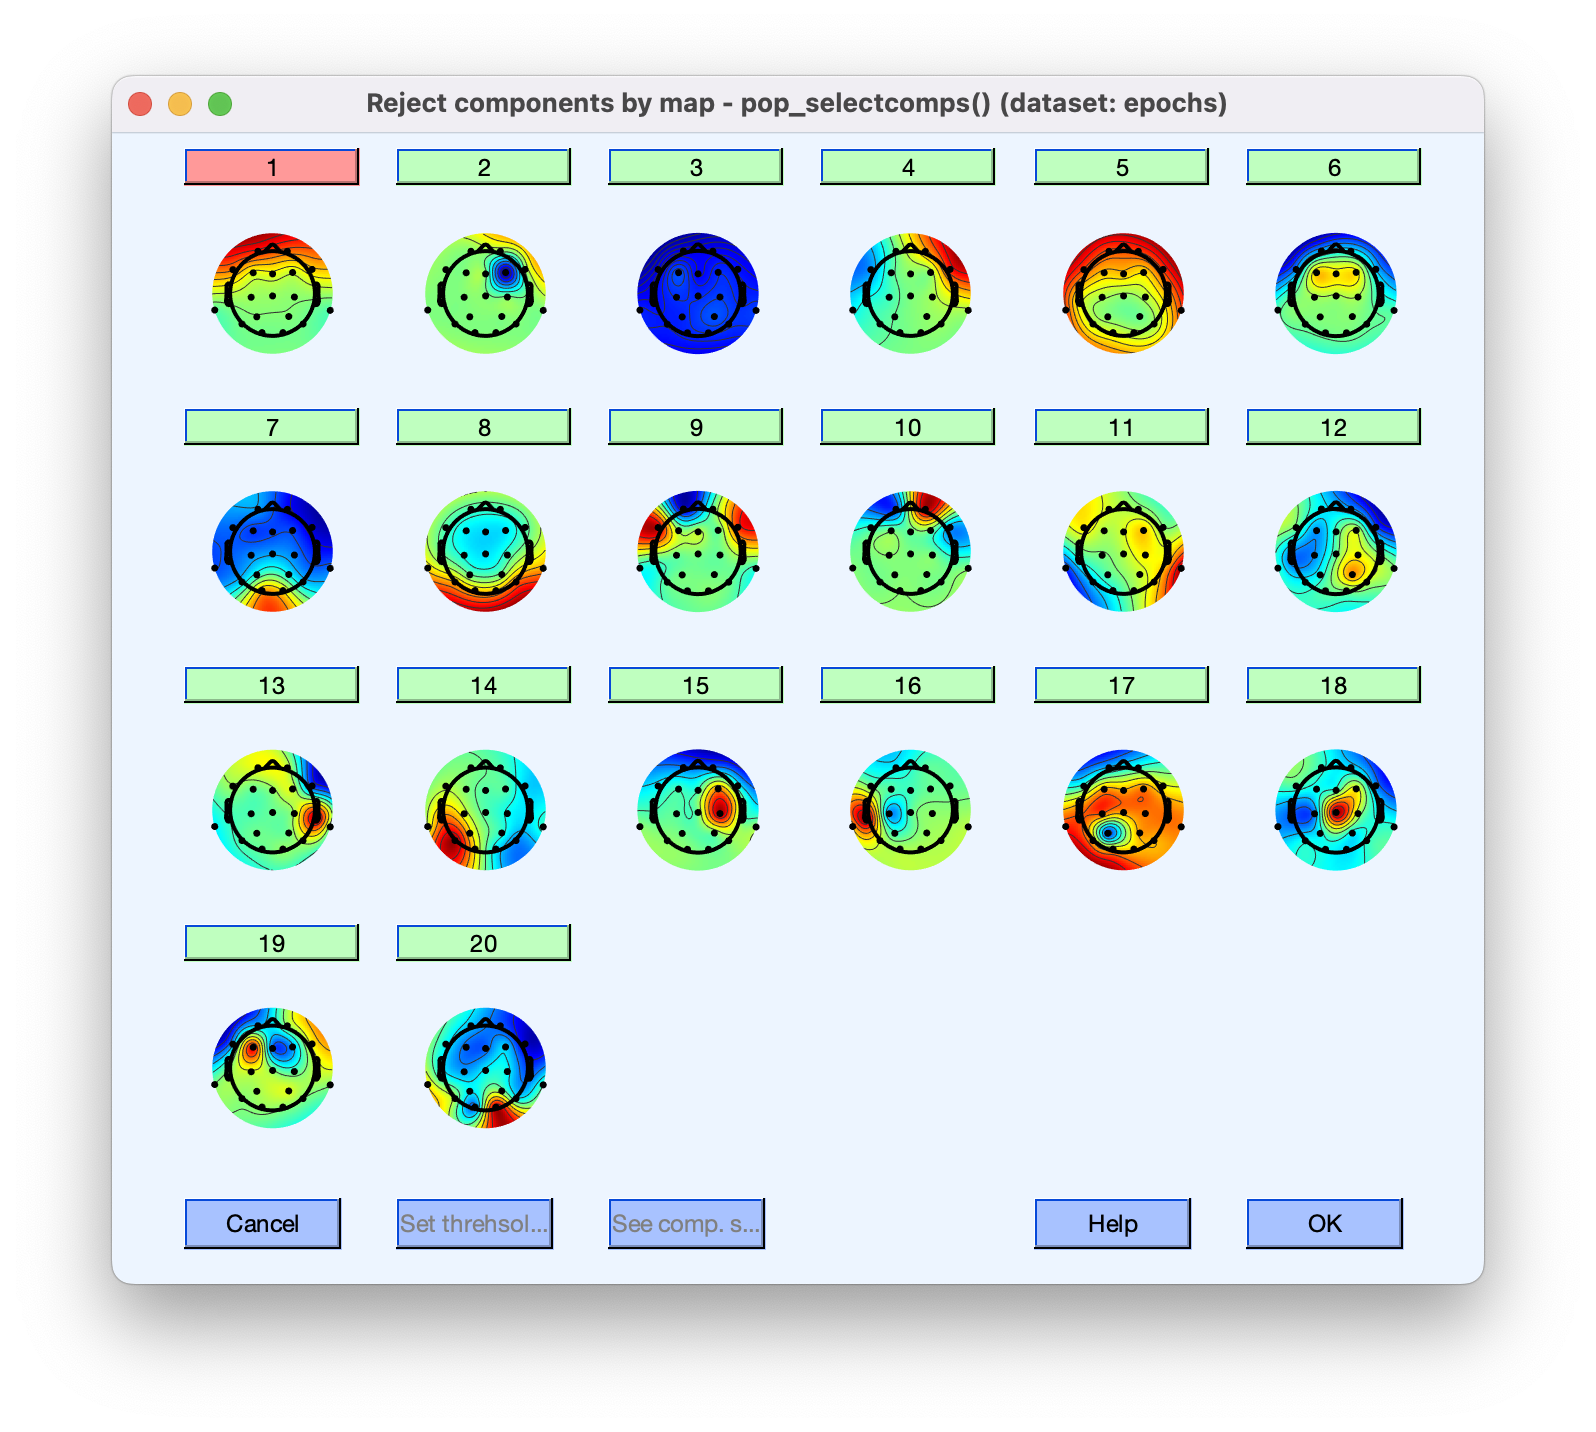 Reject components by map - pop_selectcomps() (dataset: epochs)
1 2 3 4 5 6
7 8 9 10 11 12
13 14 15 16 17 18
19 20
Cancel Set threhsol... See comp. s... Help OK